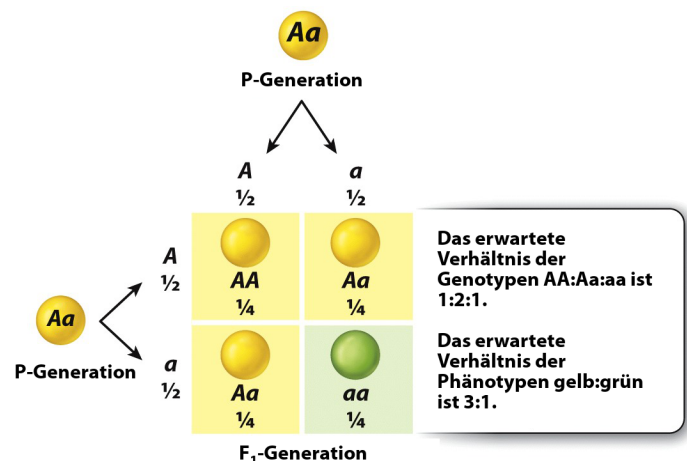 Aa
P-Generation
A a
½ ½
A
½
AA Aa
¼ ¼
Aa
P-Generation
a
½
Aa aa
¼ ¼
F₁-Generation
Das erwartete
Verhältnis der
Genotypen AA:Aa:aa ist
1:2:1.
Das erwartete
Verhältnis der
Phänotypen gelb:grün
ist 3:1.